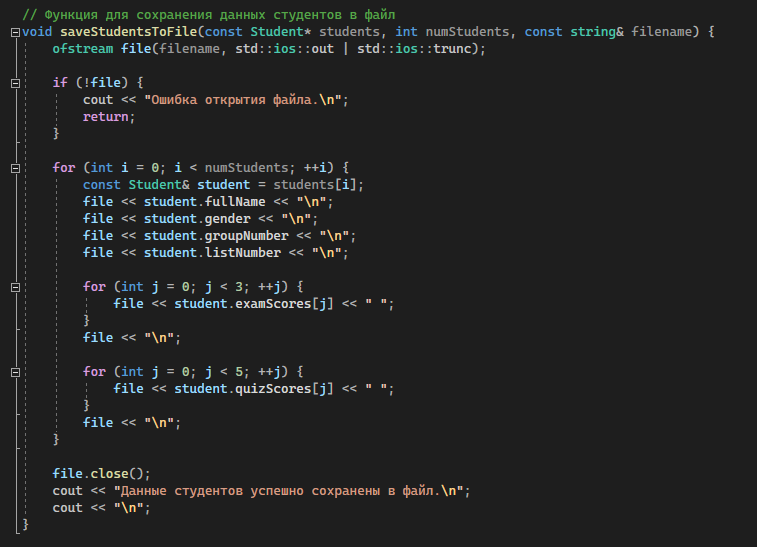 // Функция для сохранения данных студентов в файл
void saveStudentsToFile(const Student* students, int numStudents, const string& filename) {
    ofstream file(filename, std::ios::out | std::ios::trunc);

    if (!file) {
        cout << "Ошибка открытия файла.\n";
        return;
    }

    for (int i = 0; i < numStudents; ++i) {
        const Student& student = students[i];
        file << student.fullName << "\n";
        file << student.gender << "\n";
        file << student.groupNumber << "\n";
        file << student.listNumber << "\n";

        for (int j = 0; j < 3; ++j) {
            file << student.examScores[j] << " ";
        }
        file << "\n";

        for (int j = 0; j < 5; ++j) {
            file << student.quizScores[j] << " ";
        }
        file << "\n";
    }

    file.close();
    cout << "Данные студентов успешно сохранены в файл.\n";
    cout << "\n";
}